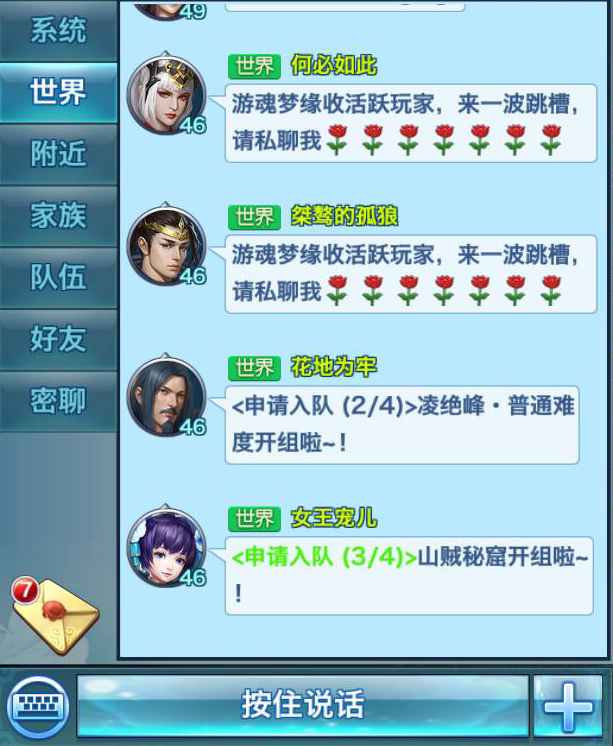 系统
世界
附近
家族
队伍
好友
密聊
49
世界 何必如此
游魂梦缘收活跃玩家，来一波跳槽，
请私聊我
46
世界 桀骜的孤狼
游魂梦缘收活跃玩家，来一波跳槽，
请私聊我
46
世界 花地为牢
<申请入队 (2/4)>凌绝峰·普通难
度开组啦~！
46
世界 女王宠儿
<申请入队 (3/4)>山贼秘窟开组啦~
！
46
7
按住说话